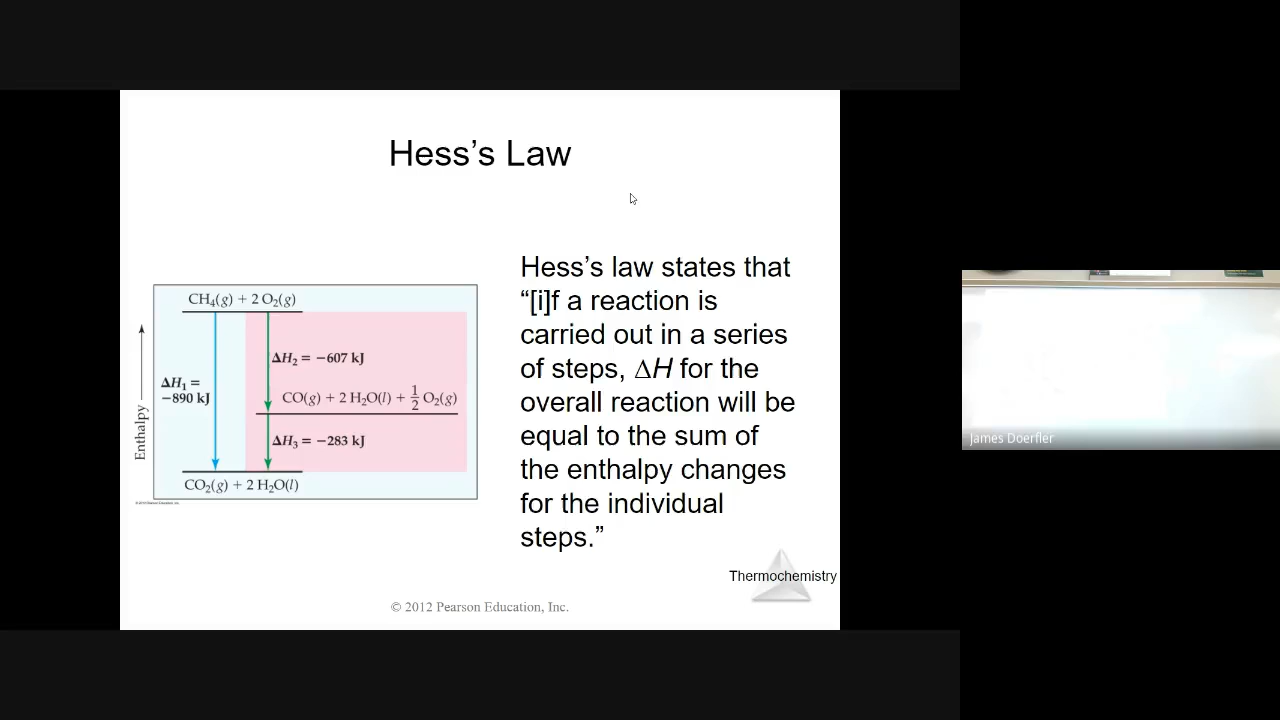 Hess’s Law
CH₄(g) + 2 O₂(g)
ΔH₂ = −607 kJ
ΔH₁ =
−890 kJ
CO(g) + 2 H₂O(l) + 1/2 O₂(g)
ΔH₃ = −283 kJ
CO₂(g) + 2 H₂O(l)
Enthalpy
Hess’s law states that
“[i]f a reaction is
carried out in a series
of steps, ΔH for the
overall reaction will be
equal to the sum of
the enthalpy changes
for the individual
steps.”
Thermochemistry
© 2012 Pearson Education, Inc.
James Doerfler